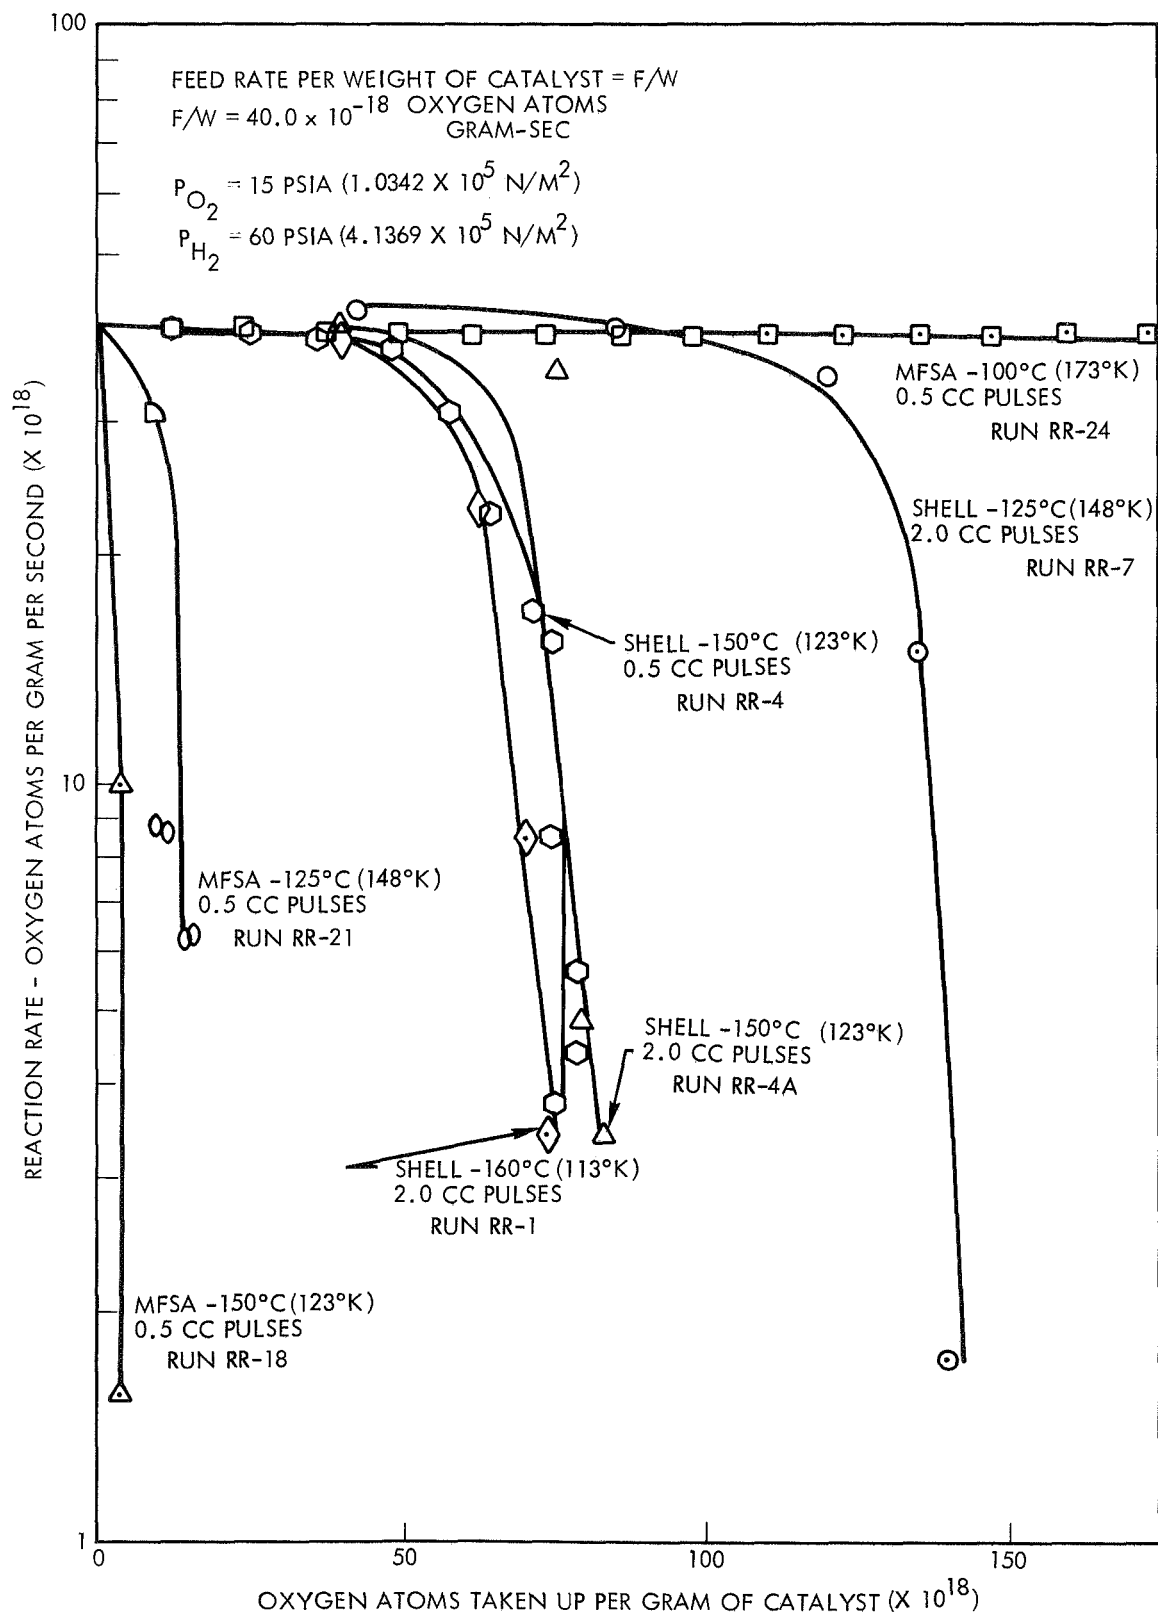 100
FEED RATE PER WEIGHT OF CATALYST = F/W
F/W = 40.0 x 10^-18 OXYGEN ATOMS
GRAM-SEC
P_O2 = 15 PSIA (1.0342 X 10^5 N/M^2)
P_H2 = 60 PSIA (4.1369 X 10^5 N/M^2)
MFSA -100°C (173°K)
0.5 CC PULSES
RUN RR-24
SHELL -125°C (148°K)
2.0 CC PULSES
RUN RR-7
SHELL -150°C (123°K)
0.5 CC PULSES
RUN RR-4
10
MFSA -125°C (148°K)
0.5 CC PULSES
RUN RR-21
SHELL -150°C (123°K)
2.0 CC PULSES
RUN RR-4A
SHELL -160°C (113°K)
2.0 CC PULSES
RUN RR-1
MFSA -150°C (123°K)
0.5 CC PULSES
RUN RR-18
1
0 50 100 150
OXYGEN ATOMS TAKEN UP PER GRAM OF CATALYST (X 10^18)
REACTION RATE - OXYGEN ATOMS PER GRAM PER SECOND (X 10^18)